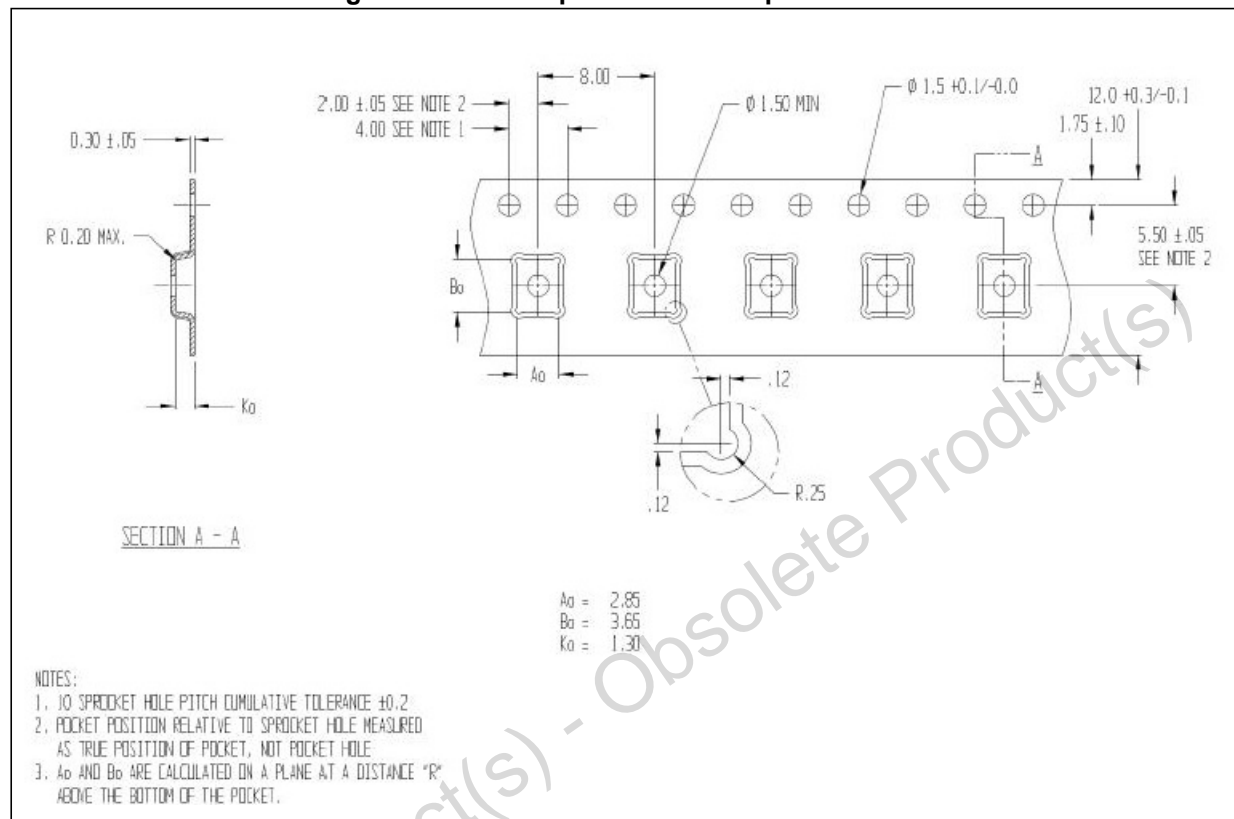 8.00
2.00 ±.05 SEE NOTE 2
4.00 SEE NOTE 1
Ø 1.50 MIN
Ø 1.5 +0.1/-0.0
12.0 +0.3/-0.1
1.75 ±.10
0.30 ±.05
A
R 0.20 MAX.
5.50 ±.05
SEE NOTE 2
Bo
Ao
.12
A
Ko
R.25
.12
SECTION A - A
Ao = 2.85
Bo = 3.65
Ko = 1.30
NOTES:
1. 10 SPROCKET HOLE PITCH CUMULATIVE TOLERANCE ±0.2
2. POCKET POSITION RELATIVE TO SPROCKET HOLE MEASURED
AS TRUE POSITION OF POCKET, NOT POCKET HOLE
3. Ao AND Bo ARE CALCULATED ON A PLANE AT A DISTANCE "R"
ABOVE THE BOTTOM OF THE POCKET.
ct(s) - Obsolete Product(s)